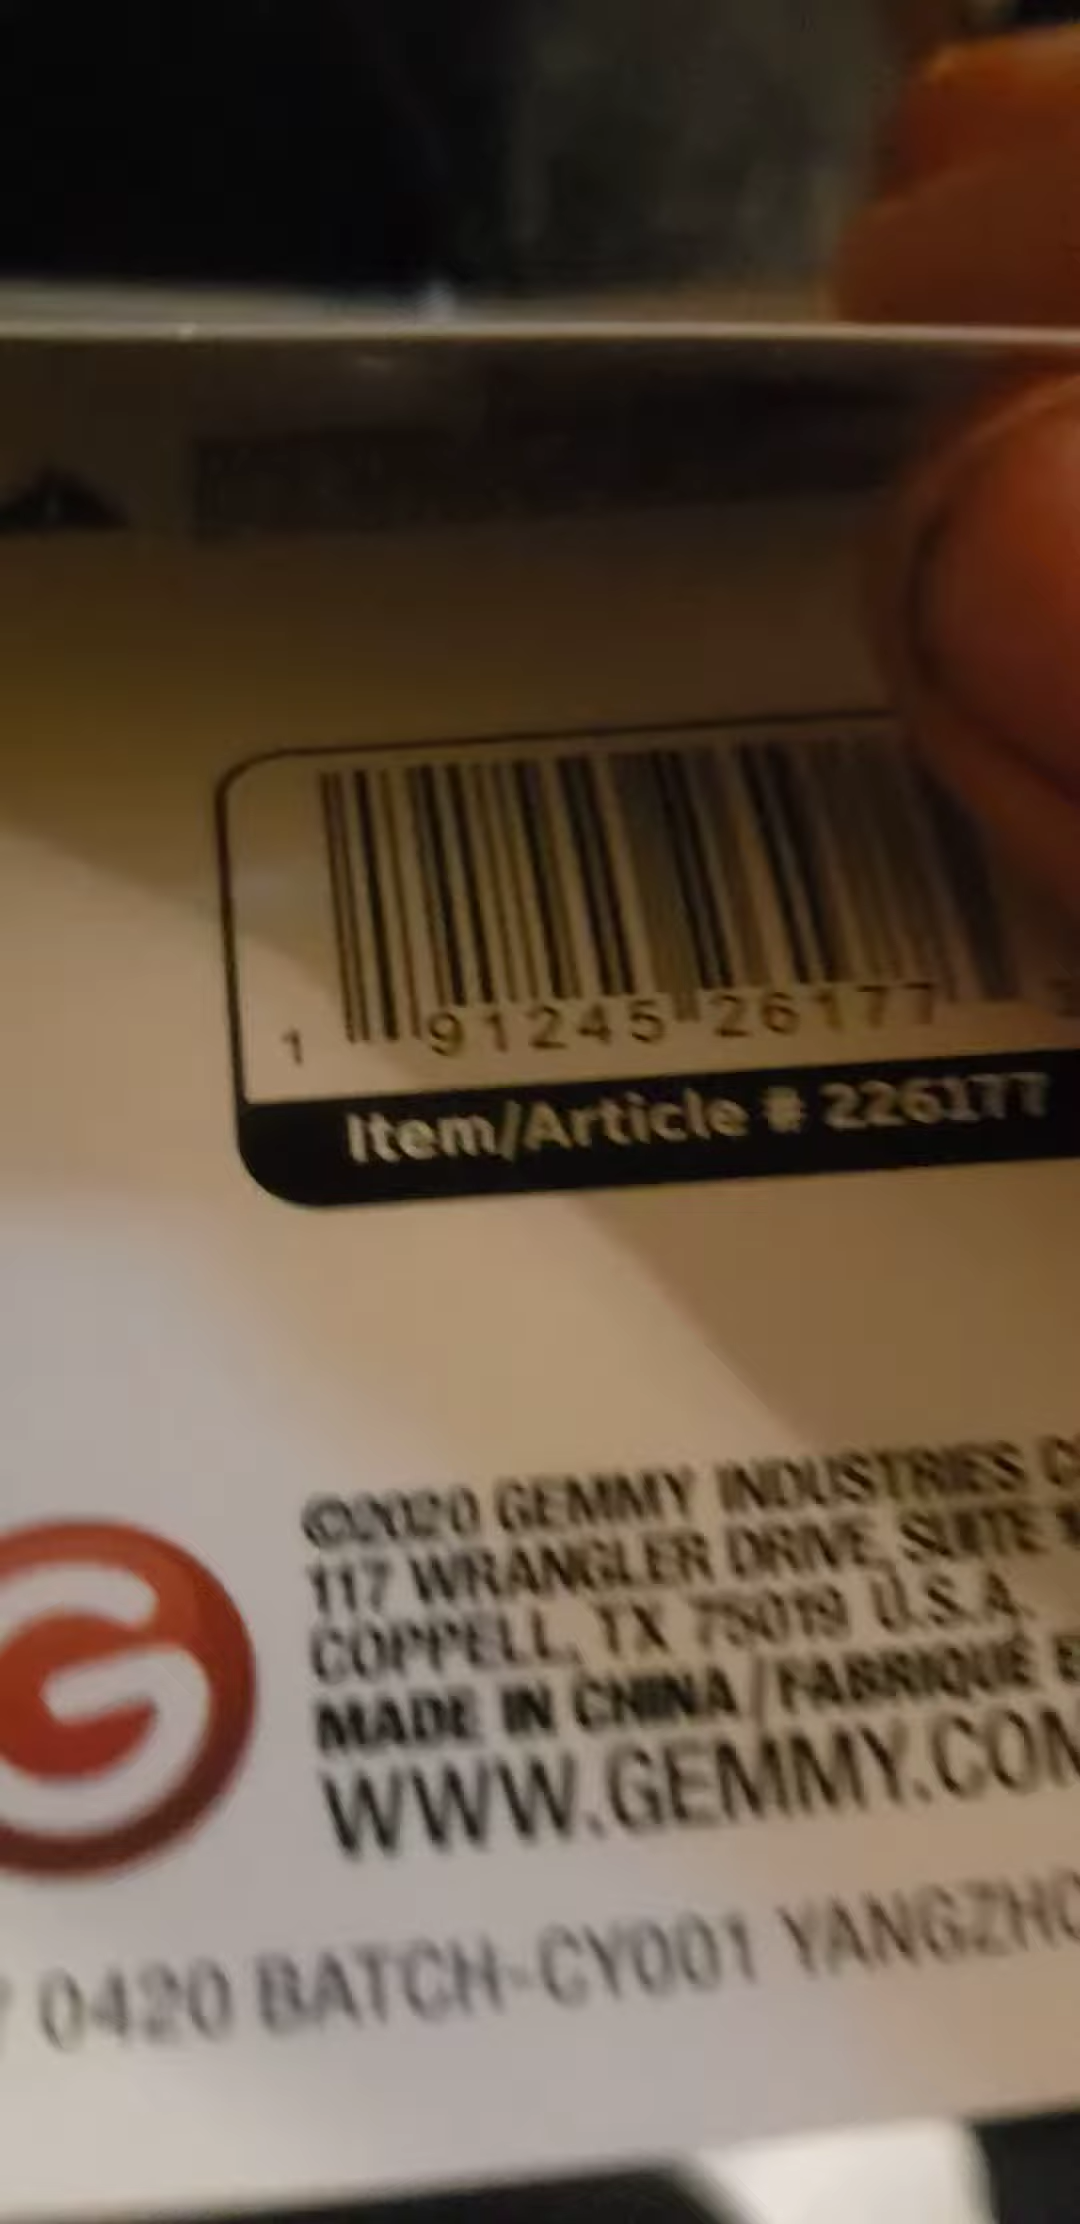 1 91245 26177
Item/Article # 226177
©2020 GEMMY INDUSTRIES
117 WRANGLER DRIVE, SUITE
COPPELL, TX 75019 U.S.A.
MADE IN CHINA/FABRIQUÉ
WWW.GEMMY.COM
0420 BATCH-CY001
G